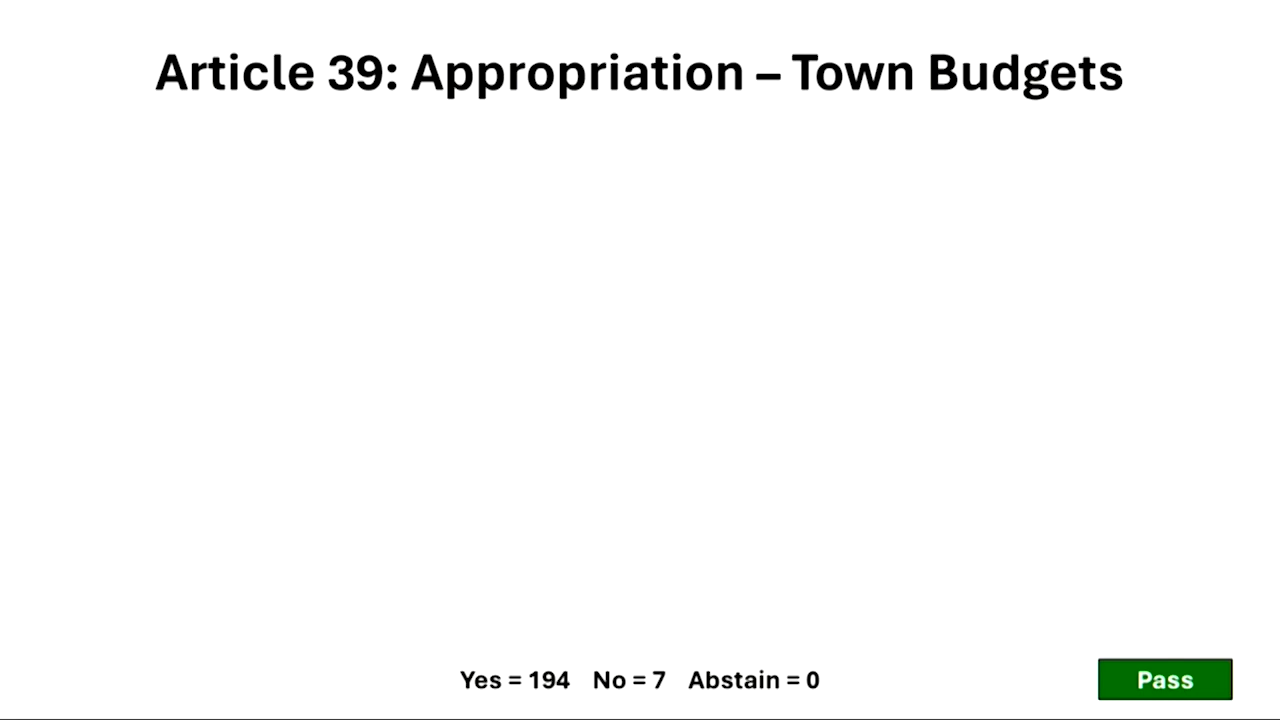 Article 39: Appropriation – Town Budgets
Yes = 194 No = 7 Abstain = 0
Pass